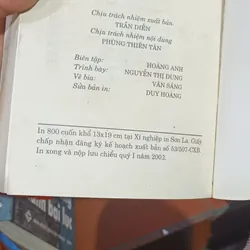 Chịu trách nhiệm xuất bản
TRẦN DIỄN
Chịu trách nhiệm nội dung
PHÙNG THIÊN TÂN
Biên tập: HOÀNG ANH
Trình bày: NGUYỄN THỊ DUNG
Vẽ bìa: VĂN SÁNG
Sửa bản in: DUY HOÀNG
In 800 cuốn khổ 13x19 cm tại Xí nghiệp in Sơn La. Giấy
chấp nhận đăng ký kế hoạch xuất bản số 53/507-CXB
In xong và nộp lưu chiểu quý I năm 2002.